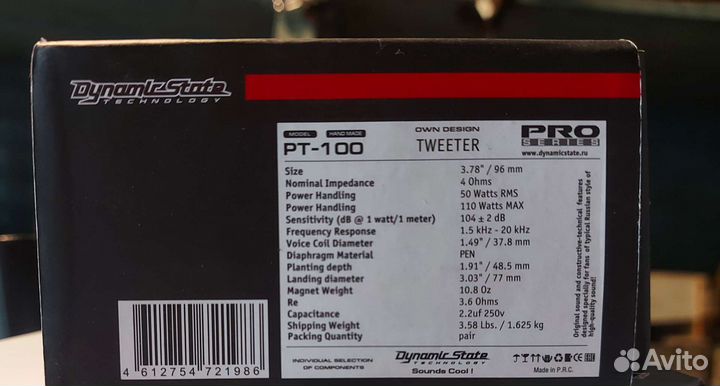 Dynamic State
TECHNOLOGY
MODEL HAND MADE
PT-100
OWN DESIGN
TWEETER
PRO
SERIES
www.dynamicstate.ru
Size 3.78" / 96 mm
Nominal Impedance 4 Ohms
Power Handling 50 Watts RMS
Power Handling 110 Watts MAX
Sensitivity (dB @ 1 watt/1 meter) 104 ± 2 dB
Frequency Response 1.5 kHz - 20 kHz
Voice Coil Diameter 1.49" / 37.8 mm
Diaphragm Material PEN
Planting depth 1.91" / 48.5 mm
Landing diameter 3.03" / 77 mm
Magnet Weight 10.8 Oz
Re 3.6 Ohms
Capacitance 2.2uf 250v
Shipping Weight 3.58 Lbs. / 1.625 kg
Packing Quantity pair
Original sound and constructive-technical features
designed specially for fans of typical Russian style of
high-quality sound!
INDIVIDUAL SELECTION
OF COMPONENTS
Dynamic State
TECHNOLOGY
Sounds Cool !
CE EAC
Made in P.R.C.
4 612754 721986
Avito